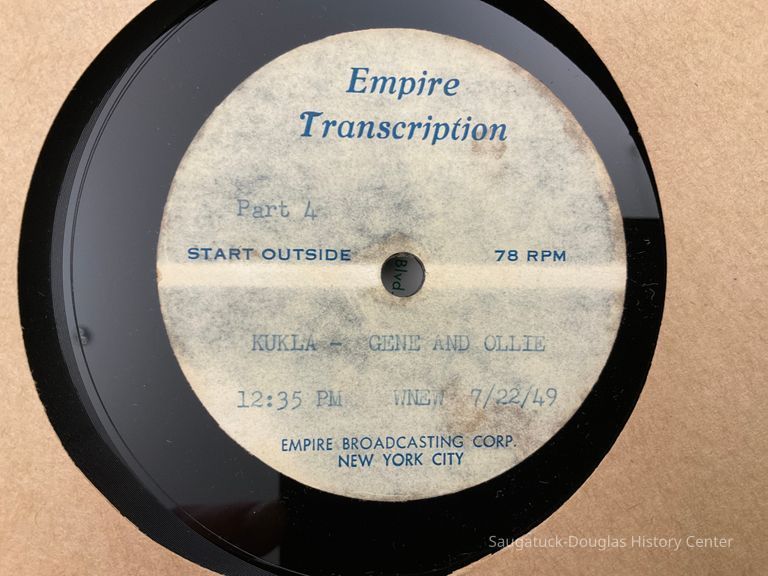 Empire
Transcription
Part 4
START OUTSIDE 78 RPM
Blvd.
KUKLA - GENE AND OLLIE
12:35 PM WNEW 7/22/49
EMPIRE BROADCASTING CORP.
NEW YORK CITY
Saugatuck-Douglas History Center